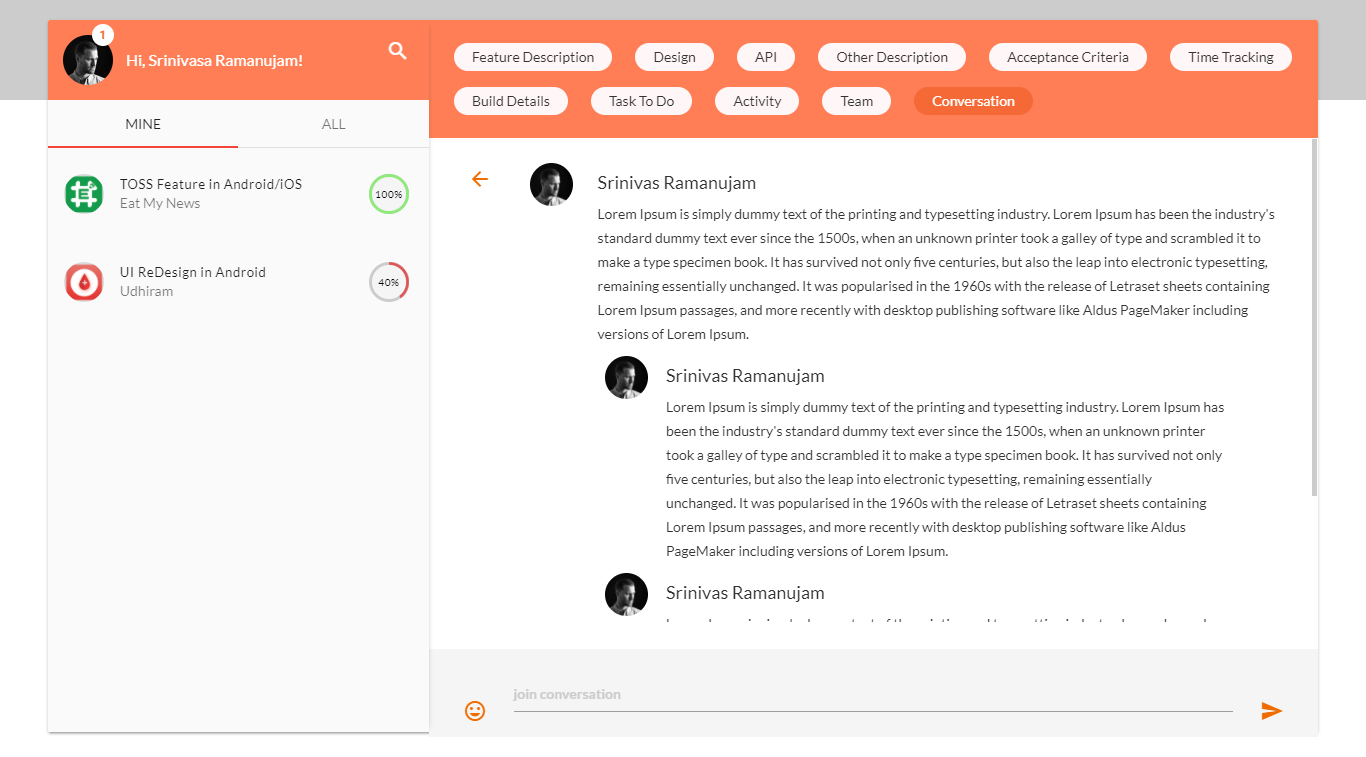 1
Hi, Srinivasa Ramanujam!
MINE
ALL
TOSS Feature in Android/iOS
Eat My News
100%
UI ReDesign in Android
Udhiram
40%
Feature Description
Design
API
Other Description
Acceptance Criteria
Time Tracking
Build Details
Task To Do
Activity
Team
Conversation
Srinivas Ramanujam
Lorem Ipsum is simply dummy text of the printing and typesetting industry. Lorem Ipsum has been the industry's
standard dummy text ever since the 1500s, when an unknown printer took a galley of type and scrambled it to
make a type specimen book. It has survived not only five centuries, but also the leap into electronic typesetting,
remaining essentially unchanged. It was popularised in the 1960s with the release of Letraset sheets containing
Lorem Ipsum passages, and more recently with desktop publishing software like Aldus PageMaker including
versions of Lorem Ipsum.
Srinivas Ramanujam
Lorem Ipsum is simply dummy text of the printing and typesetting industry. Lorem Ipsum has
been the industry's standard dummy text ever since the 1500s, when an unknown printer
took a galley of type and scrambled it to make a type specimen book. It has survived not only
five centuries, but also the leap into electronic typesetting, remaining essentially
unchanged. It was popularised in the 1960s with the release of Letraset sheets containing
Lorem Ipsum passages, and more recently with desktop publishing software like Aldus
PageMaker including versions of Lorem Ipsum.
Srinivas Ramanujam
join conversation